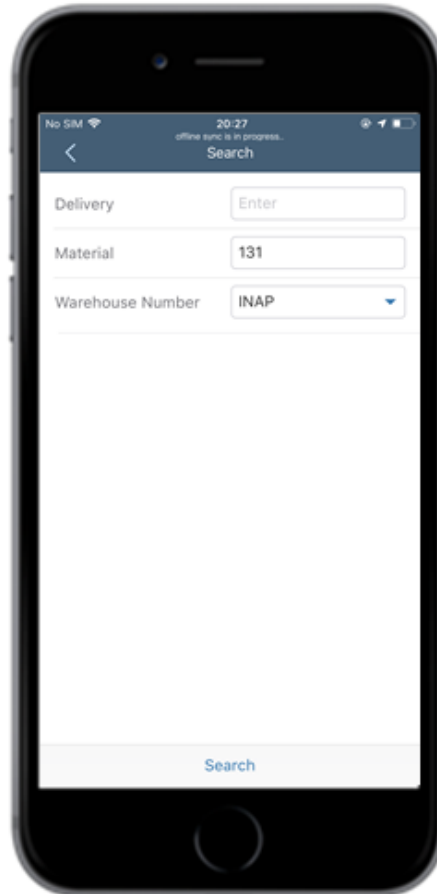 No SIM 20:27
offline sync is in progress..
Search
Delivery Enter
Material 131
Warehouse Number INAP
Search